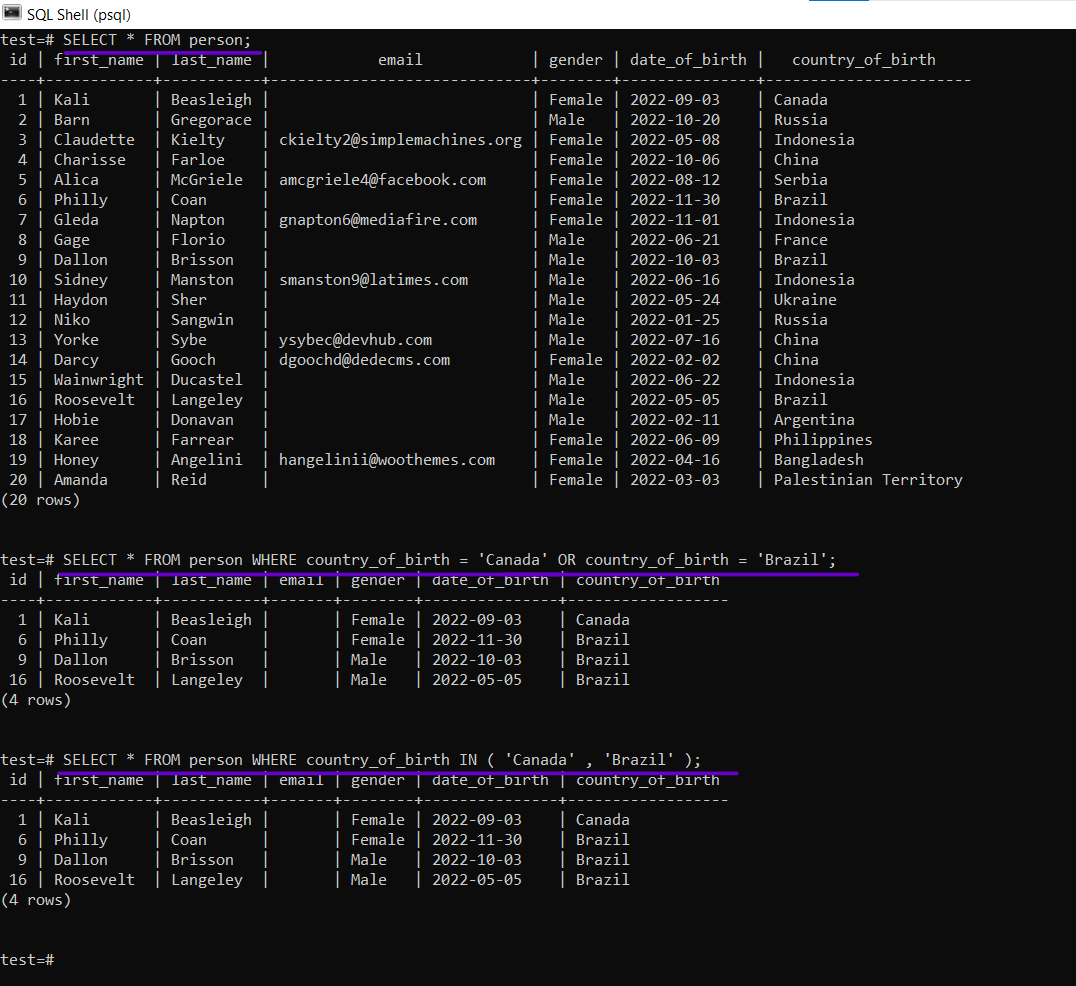 SQL Shell (psql)
test=# SELECT * FROM person;
 id | first_name | last_name |            email            | gender | date_of_birth |   country_of_birth
----+------------+-----------+-----------------------------+--------+---------------+-----------------------
  1 | Kali       | Beasleigh |                             | Female | 2022-09-03    | Canada
  2 | Barn       | Gregorace |                             | Male   | 2022-10-20    | Russia
  3 | Claudette  | Kielty    | ckielty2@simplemachines.org | Female | 2022-05-08    | Indonesia
  4 | Charisse   | Farloe    |                             | Female | 2022-10-06    | China
  5 | Alica      | McGriele  | amcgriele4@facebook.com     | Female | 2022-08-12    | Serbia
  6 | Philly     | Coan      |                             | Female | 2022-11-30    | Brazil
  7 | Gleda      | Napton    | gnapton6@mediafire.com      | Female | 2022-11-01    | Indonesia
  8 | Gage       | Florio    |                             | Male   | 2022-06-21    | France
  9 | Dallon     | Brisson   |                             | Male   | 2022-10-03    | Brazil
 10 | Sidney     | Manston   | smanston9@latimes.com       | Male   | 2022-06-16    | Indonesia
 11 | Haydon     | Sher      |                             | Male   | 2022-05-24    | Ukraine
 12 | Niko       | Sangwin   |                             | Male   | 2022-01-25    | Russia
 13 | Yorke      | Sybe      | ysybec@devhub.com           | Male   | 2022-07-16    | China
 14 | Darcy      | Gooch     | dgoochd@dedecms.com         | Female | 2022-02-02    | China
 15 | Wainwright | Ducastel  |                             | Male   | 2022-06-22    | Indonesia
 16 | Roosevelt  | Langeley  |                             | Male   | 2022-05-05    | Brazil
 17 | Hobie      | Donavan   |                             | Male   | 2022-02-11    | Argentina
 18 | Karee      | Farrear   |                             | Female | 2022-06-09    | Philippines
 19 | Honey      | Angelini  | hangelinii@woothemes.com    | Female | 2022-04-16    | Bangladesh
 20 | Amanda     | Reid      |                             | Female | 2022-03-03    | Palestinian Territory
(20 rows)
test=# SELECT * FROM person WHERE country_of_birth = 'Canada' OR country_of_birth = 'Brazil';
 id | first_name | last_name | email | gender | date_of_birth | country_of_birth
----+------------+-----------+-------+--------+---------------+------------------
  1 | Kali       | Beasleigh |       | Female | 2022-09-03    | Canada
  6 | Philly     | Coan      |       | Female | 2022-11-30    | Brazil
  9 | Dallon     | Brisson   |       | Male   | 2022-10-03    | Brazil
 16 | Roosevelt  | Langeley  |       | Male   | 2022-05-05    | Brazil
(4 rows)
test=# SELECT * FROM person WHERE country_of_birth IN ( 'Canada' , 'Brazil' );
 id | first_name | last_name | email | gender | date_of_birth | country_of_birth
----+------------+-----------+-------+--------+---------------+------------------
  1 | Kali       | Beasleigh |       | Female | 2022-09-03    | Canada
  6 | Philly     | Coan      |       | Female | 2022-11-30    | Brazil
  9 | Dallon     | Brisson   |       | Male   | 2022-10-03    | Brazil
 16 | Roosevelt  | Langeley  |       | Male   | 2022-05-05    | Brazil
(4 rows)
test=#